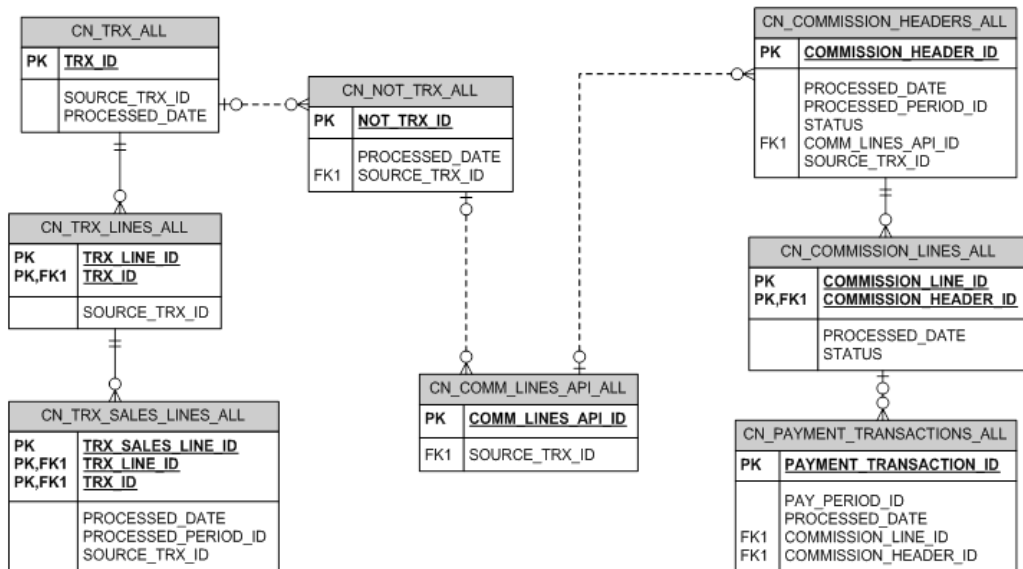 CN_TRX_ALL
PK TRX_ID
SOURCE_TRX_ID
PROCESSED_DATE
CN_NOT_TRX_ALL
PK NOT_TRX_ID
PROCESSED_DATE
FK1 SOURCE_TRX_ID
CN_COMMISSION_HEADERS_ALL
PK COMMISSION_HEADER_ID
PROCESSED_DATE
PROCESSED_PERIOD_ID
STATUS
FK1 COMM_LINES_API_ID
SOURCE_TRX_ID
CN_TRX_LINES_ALL
PK TRX_LINE_ID
PK,FK1 TRX_ID
SOURCE_TRX_ID
CN_COMMISSION_LINES_ALL
PK COMMISSION_LINE_ID
PK,FK1 COMMISSION_HEADER_ID
PROCESSED_DATE
STATUS
CN_TRX_SALES_LINES_ALL
PK TRX_SALES_LINE_ID
PK,FK1 TRX_LINE_ID
PK,FK1 TRX_ID
PROCESSED_DATE
PROCESSED_PERIOD_ID
SOURCE_TRX_ID
CN_COMM_LINES_API_ALL
PK COMM_LINES_API_ID
FK1 SOURCE_TRX_ID
CN_PAYMENT_TRANSACTIONS_ALL
PK PAYMENT_TRANSACTION_ID
PAY_PERIOD_ID
PROCESSED_DATE
FK1 COMMISSION_LINE_ID
FK1 COMMISSION_HEADER_ID